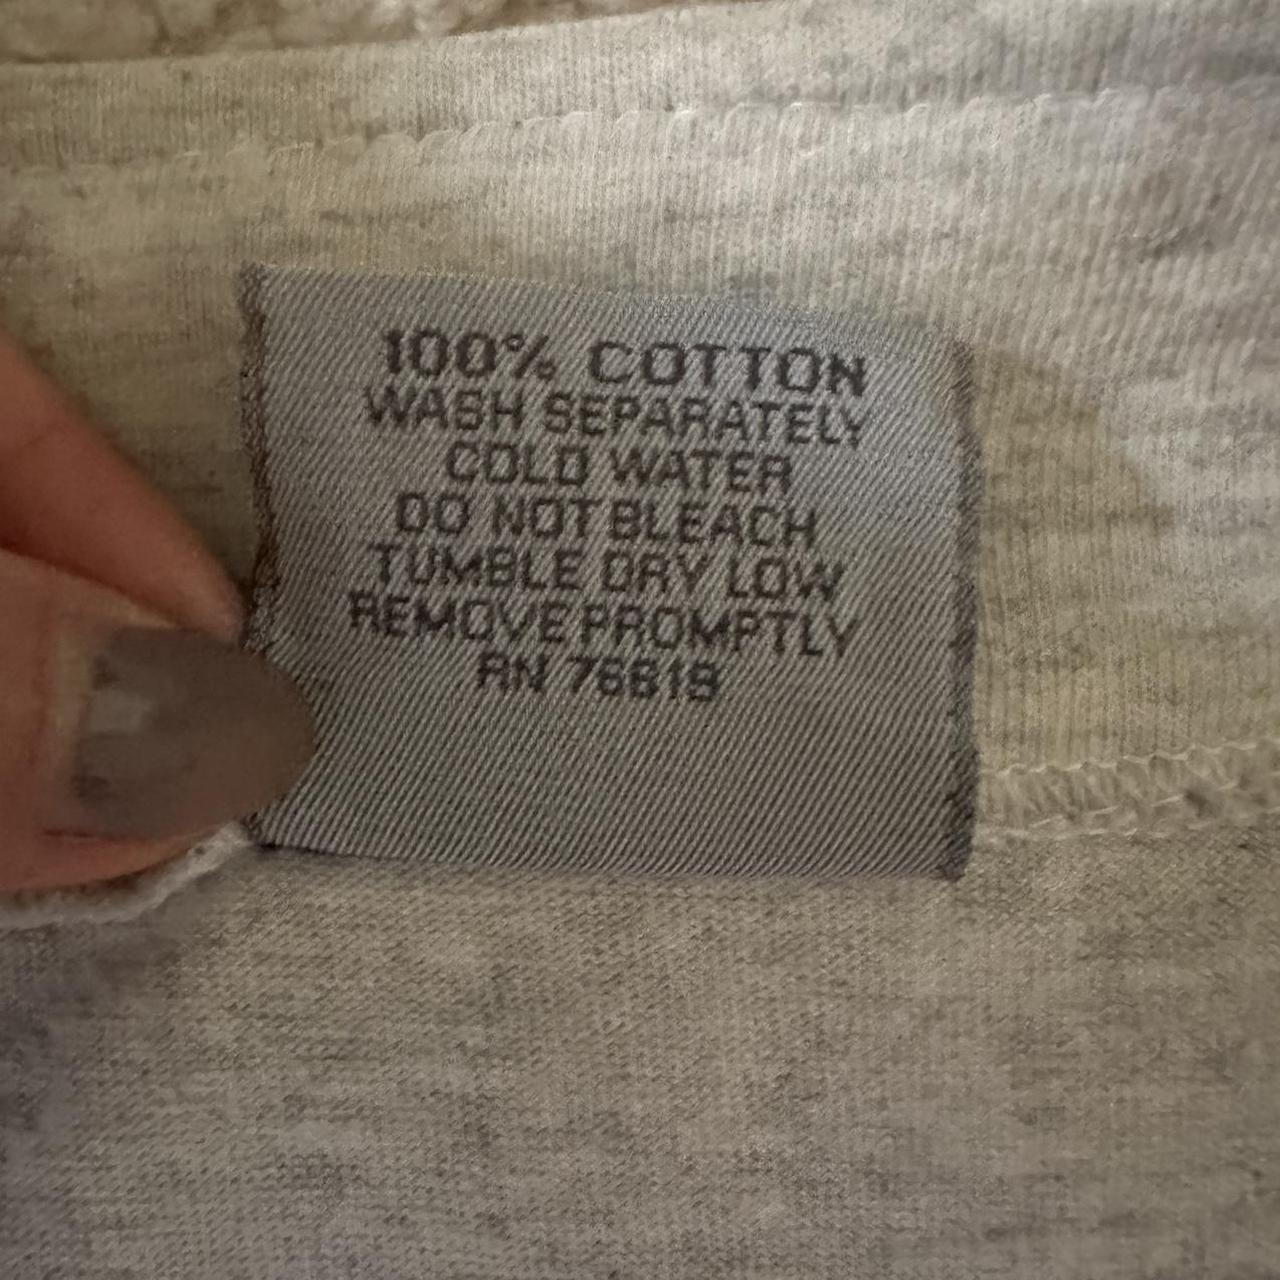 100% COTTON
WASH SEPARATELY
COLD WATER
DO NOT BLEACH
TUMBLE DRY LOW
REMOVE PROMPTLY
RN 76619